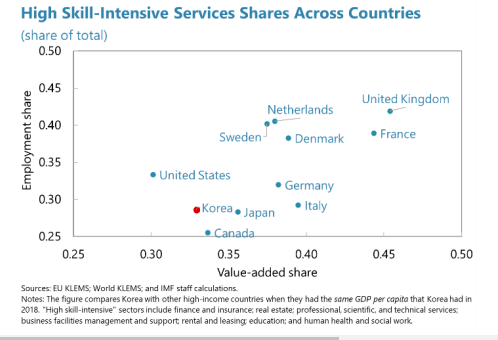 High Skill-Intensive Services Shares Across Countries
(share of total)
0.50
0.45
0.40
0.35
0.30
0.25
Employment share
United Kingdom
Netherlands
Sweden
Denmark
France
United States
Germany
Korea
Japan
Italy
Canada
0.25 0.30 0.35 0.40 0.45 0.50
Value-added share
Sources: EU KLEMS; World KLEMS; and IMF staff calculations.
Notes: The figure compares Korea with other high-income countries when they had the same GDP per capita that Korea had in
2018. "High skill-intensive" sectors include finance and insurance; real estate; professional, scientific, and technical services;
business facilities management and support; rental and leasing; education; and human health and social work.